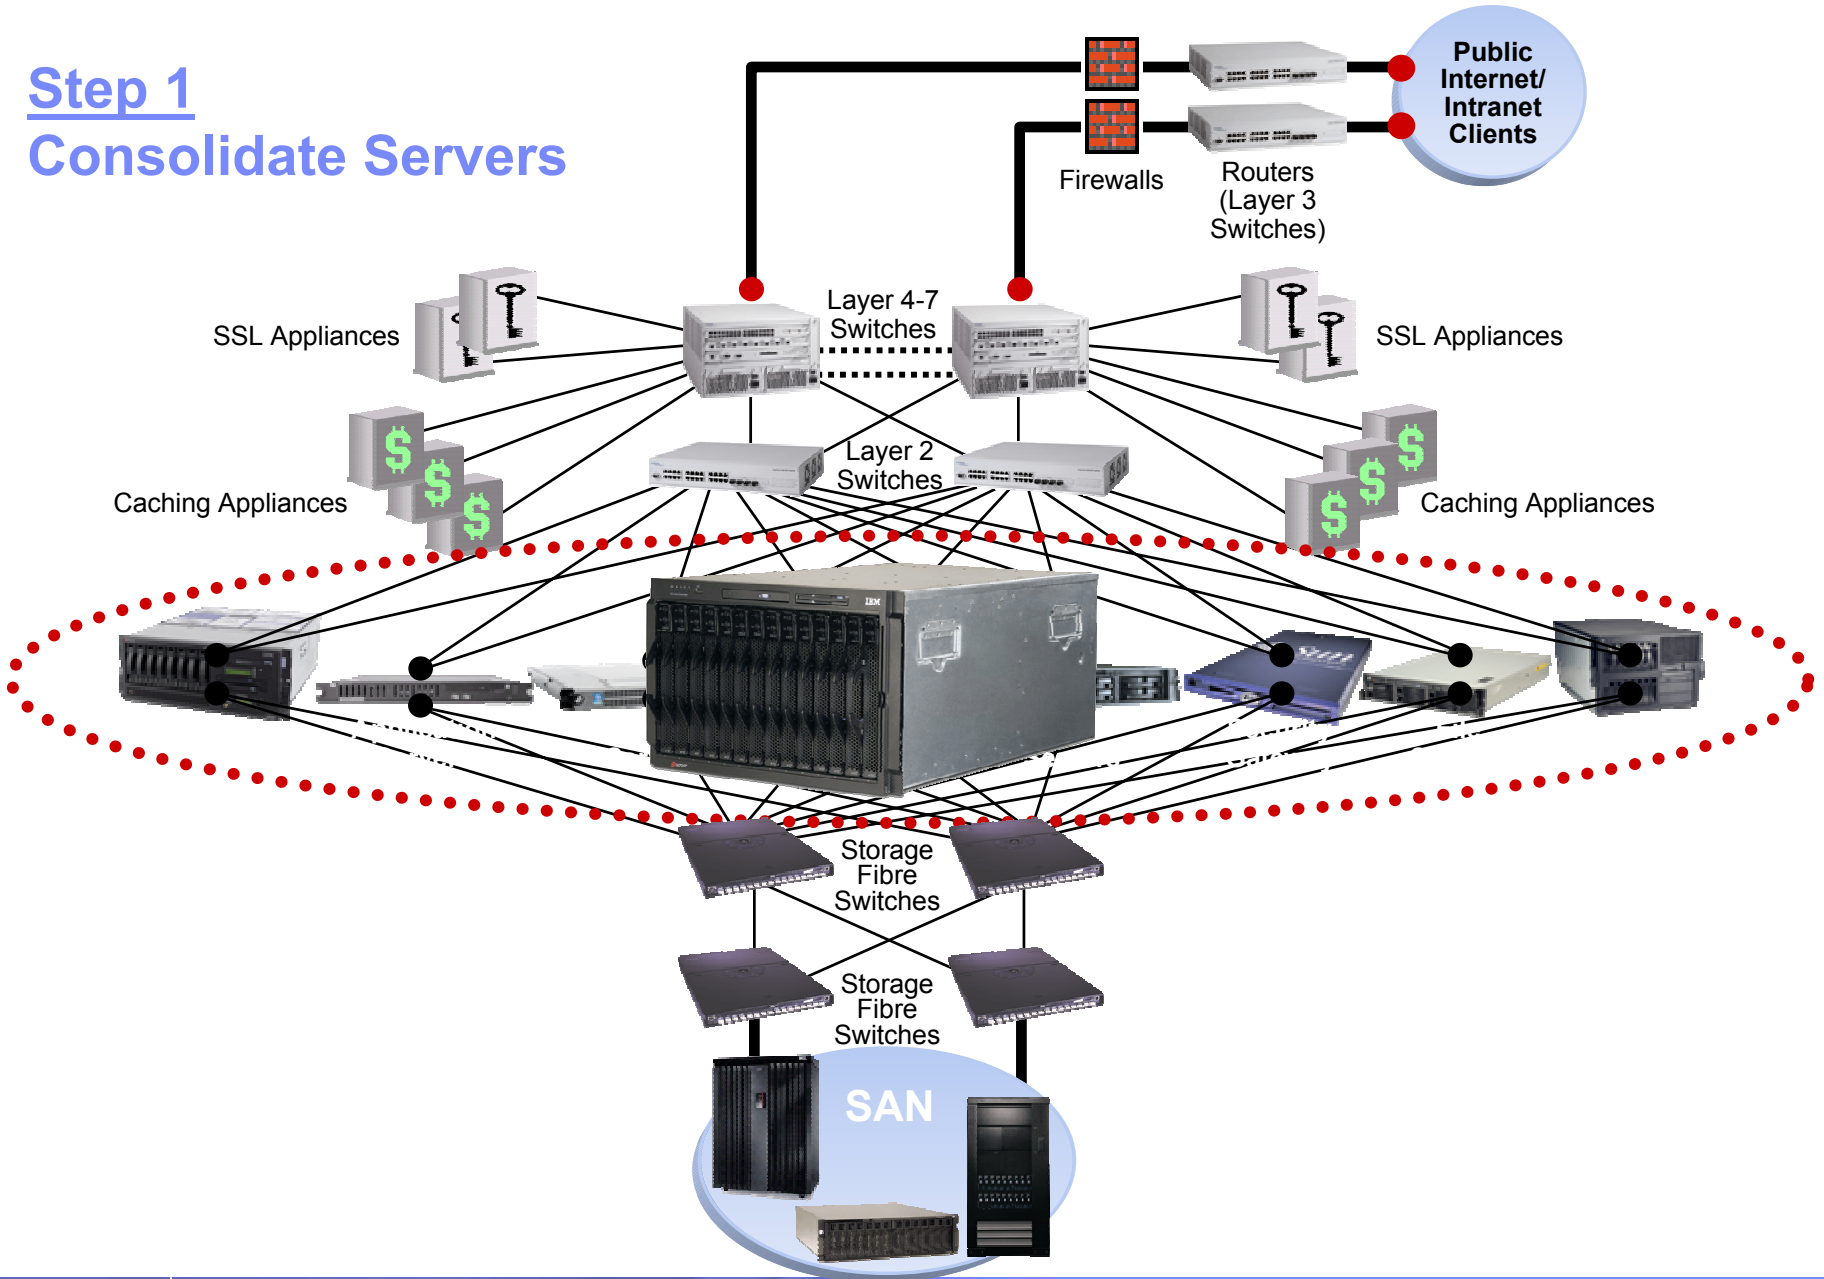 Step 1
Consolidate Servers
Public
Internet/
Intranet
Clients
Firewalls
Routers
(Layer 3
Switches)
SSL Appliances
Layer 4-7
Switches
SSL Appliances
Caching Appliances
Layer 2
Switches
Caching Appliances
IBM
Storage
Fibre
Switches
Storage
Fibre
Switches
SAN